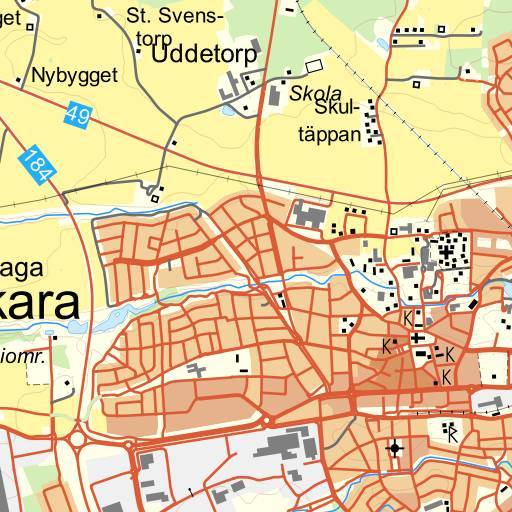 get
St. Svens-
torp
Uddetorp
Nybygget
Skola
Skul-
täppan
49
184
aga
kara
iomr.
K
K
K
K